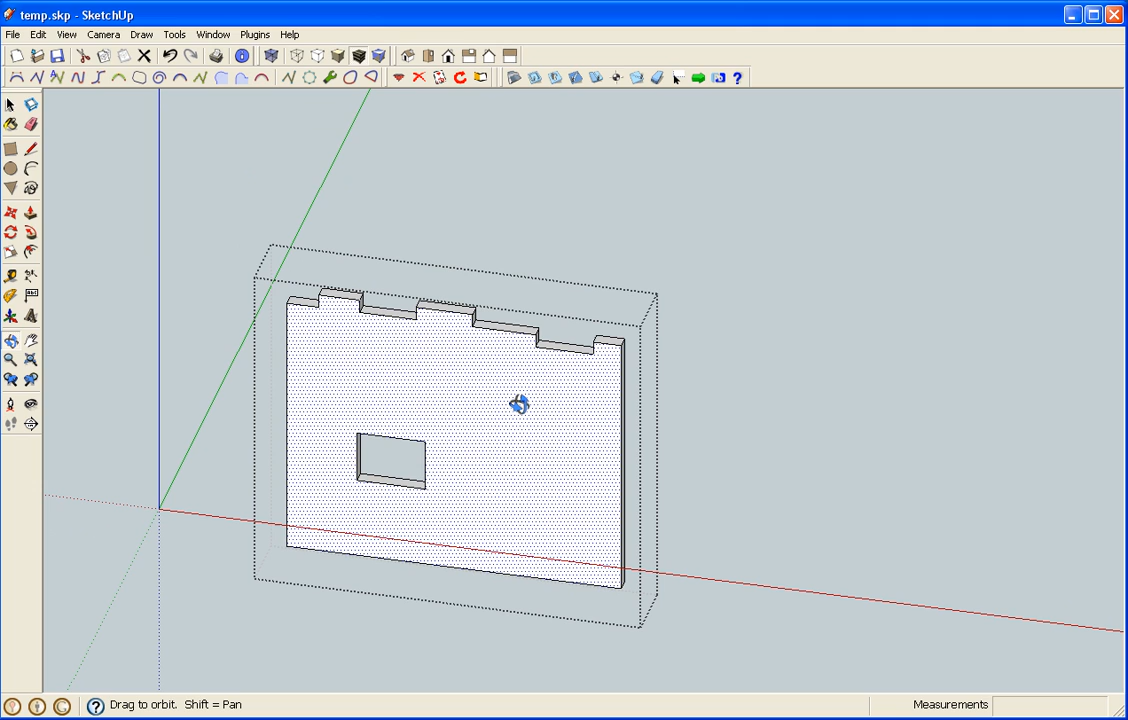 temp.skp - SketchUp
File Edit View Camera Draw Tools Window Plugins Help
Drag to orbit. Shift = Pan
Measurements